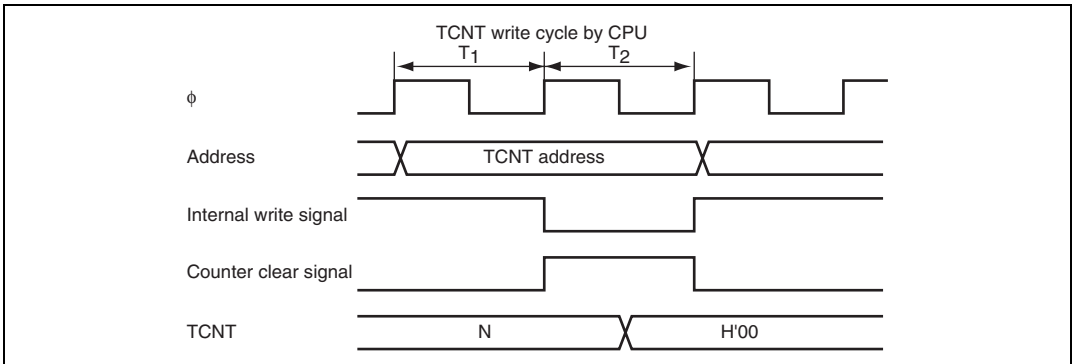 TCNT write cycle by CPU
T1 T2
ϕ
Address TCNT address
Internal write signal
Counter clear signal
TCNT N H'00